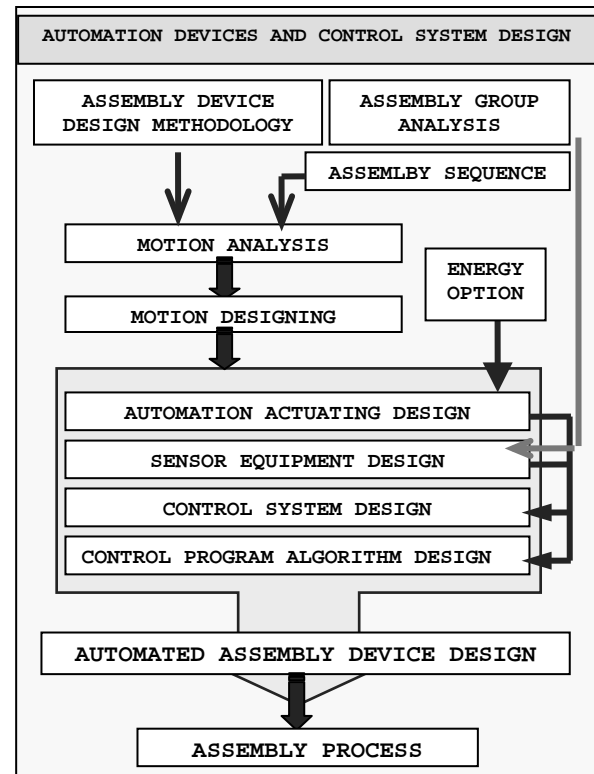 AUTOMATION DEVICES AND CONTROL SYSTEM DESIGN
ASSEMBLY DEVICE
DESIGN METHODOLOGY
ASSEMBLY GROUP
ANALYSIS
ASSEMLBY SEQUENCE
MOTION ANALYSIS
ENERGY
OPTION
MOTION DESIGNING
AUTOMATION ACTUATING DESIGN
SENSOR EQUIPMENT DESIGN
CONTROL SYSTEM DESIGN
CONTROL PROGRAM ALGORITHM DESIGN
AUTOMATED ASSEMBLY DEVICE DESIGN
ASSEMBLY PROCESS